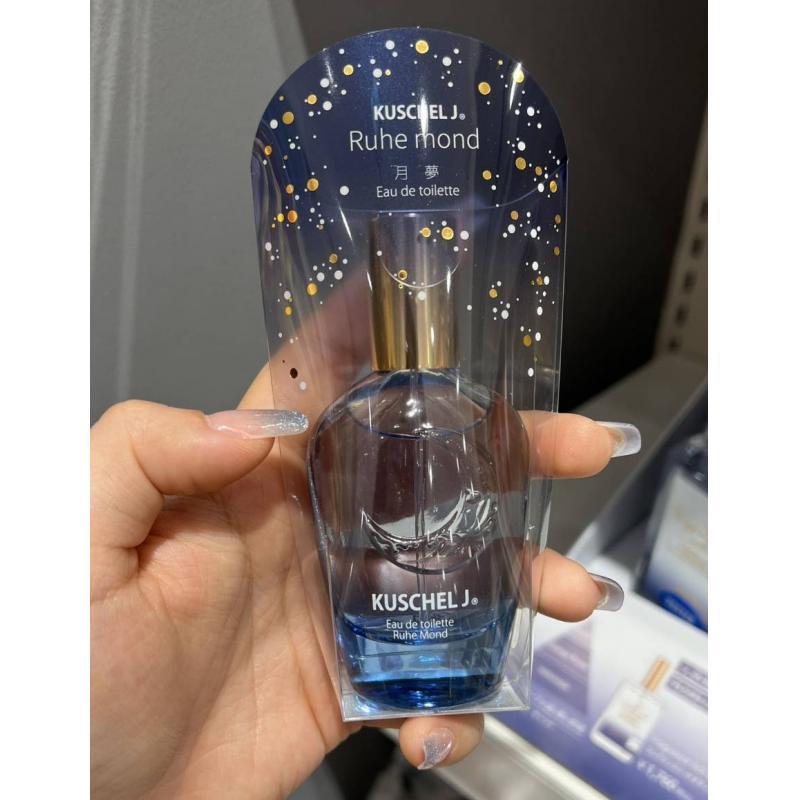 KUSCHEL J®
Ruhe mond
月夢
Eau de toilette
KUSCHEL J®
Eau de toilette
Ruhe Mond